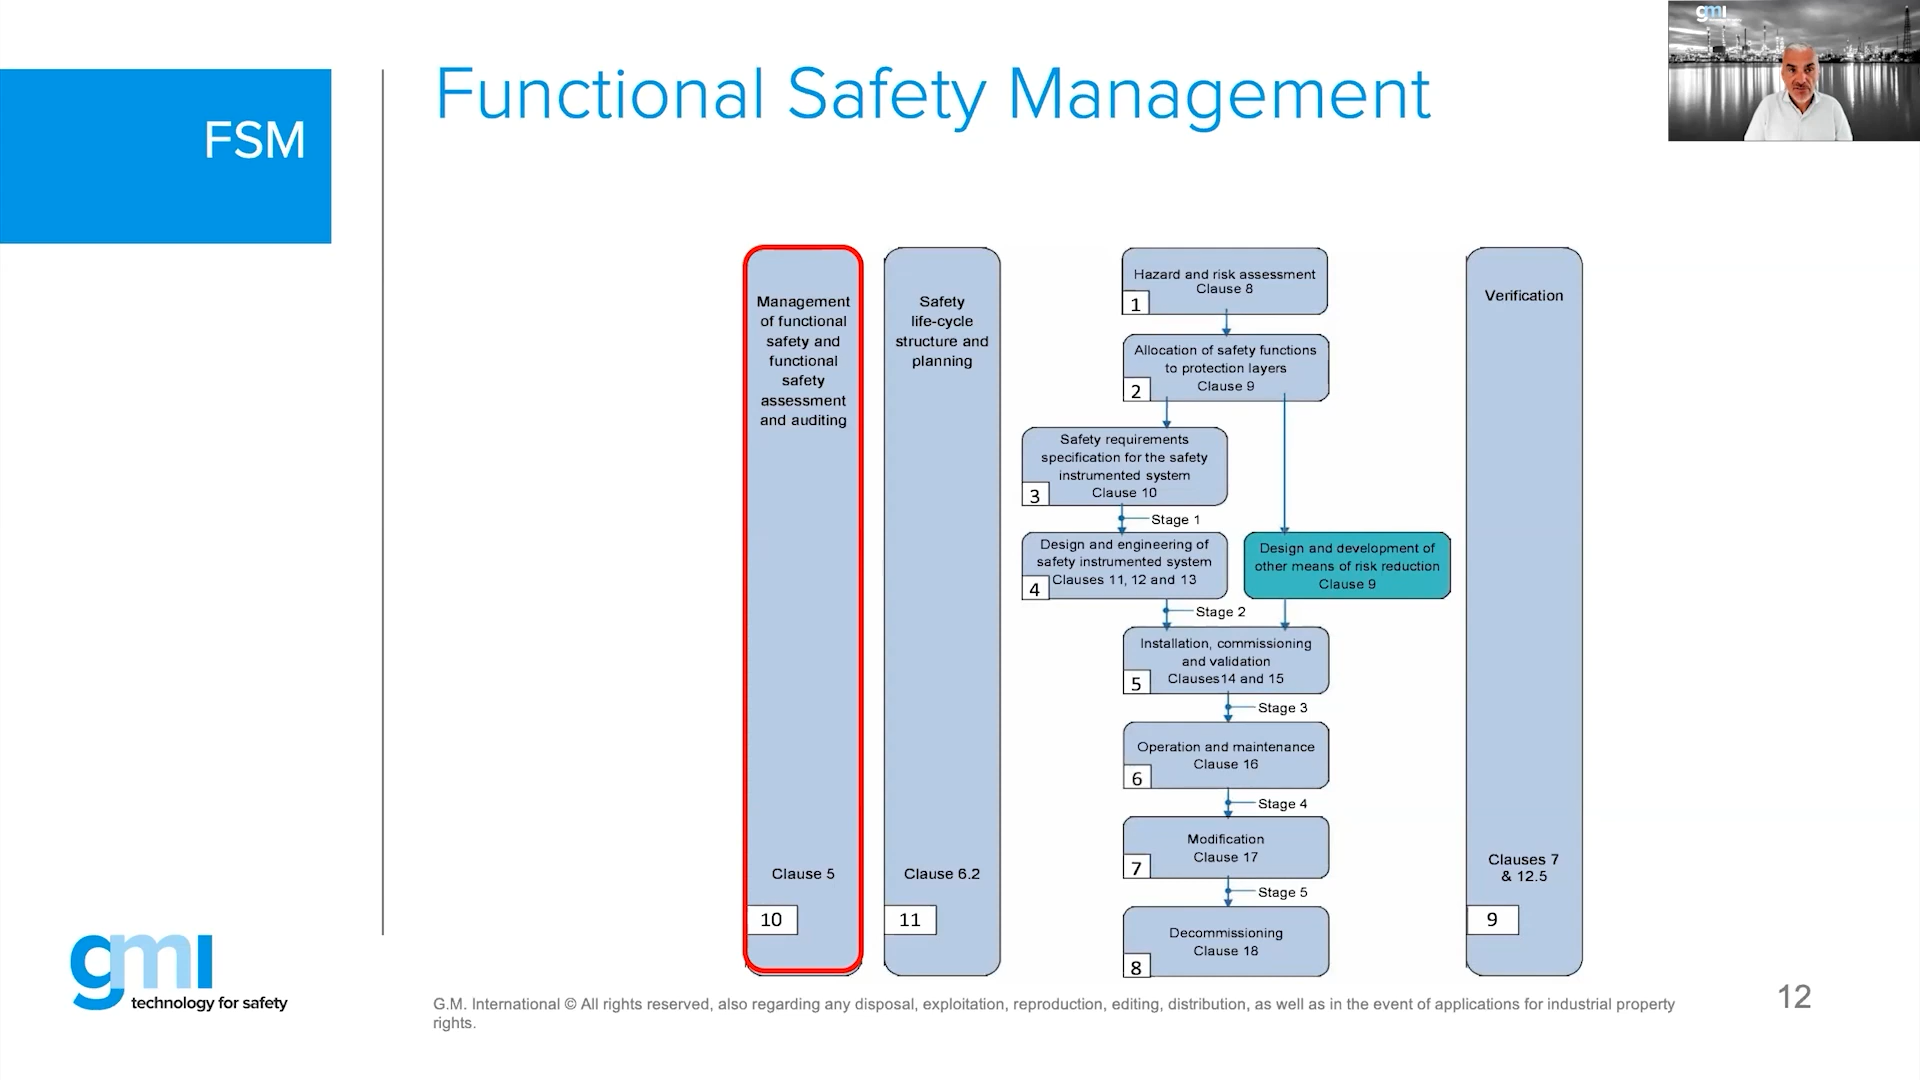 gmi
FSM
Functional Safety Management
Management
of functional
safety and
functional
safety
assessment
and auditing
Clause 5
10
Safety
life-cycle
structure and
planning
Clause 6.2
11
Hazard and risk assessment
Clause 8
1
Allocation of safety functions
to protection layers
Clause 9
2
Safety requirements
specification for the safety
instrumented system
Clause 10
3
Stage 1
Design and engineering of
safety instrumented system
Clauses 11, 12 and 13
4
Design and development of
other means of risk reduction
Clause 9
Stage 2
Installation, commissioning
and validation
Clauses14 and 15
5
Stage 3
Operation and maintenance
Clause 16
6
Stage 4
Modification
Clause 17
7
Stage 5
Decommissioning
Clause 18
8
Verification
Clauses 7
& 12.5
9
gmi
technology for safety
G.M. International © All rights reserved, also regarding any disposal, exploitation, reproduction, editing, distribution, as well as in the event of applications for industrial property
rights.
12